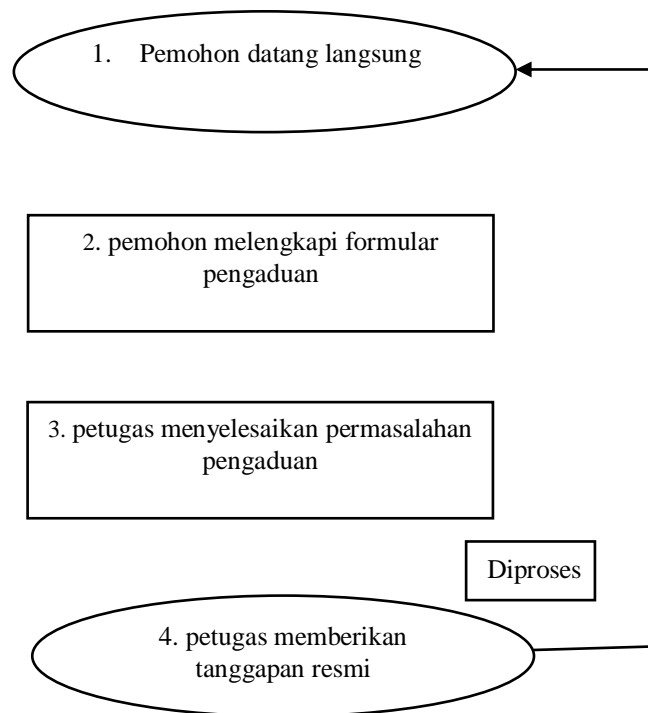 1. Pemohon datang langsung
2. pemohon melengkapi formular
pengaduan
3. petugas menyelesaikan permasalahan
pengaduan
Diproses
4. petugas memberikan
tanggapan resmi